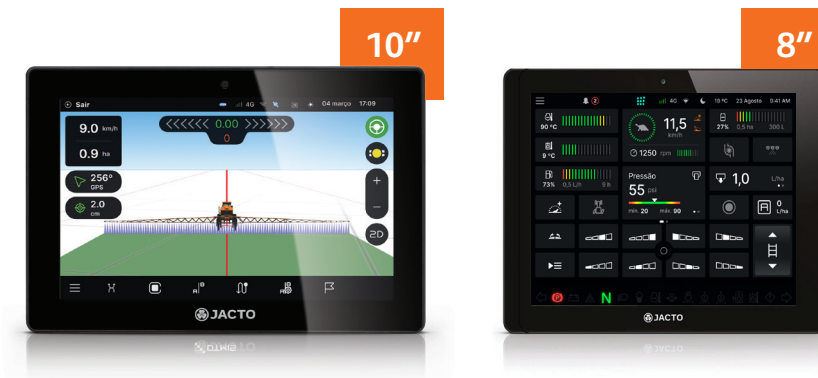 10"
Sair
4G
04 março 17:09
9.0 km/h
0.9 ha
<<<<<< 0.00 >>>>>>
0
256°
GPS
2.0
cm
+
−
2D
A B
JACTO
8"
2
4G
15 °C 23 Agosto 9:41 AM
90 °C
9 °C
73% 0,5 L/h 9 h
11,5
km/h
1250 rpm
27% 0,5 ha 300 L
Pressão
55 psi
min. 20 máx. 90
1,0 L/ha
0
L/ha
P
N
JACTO